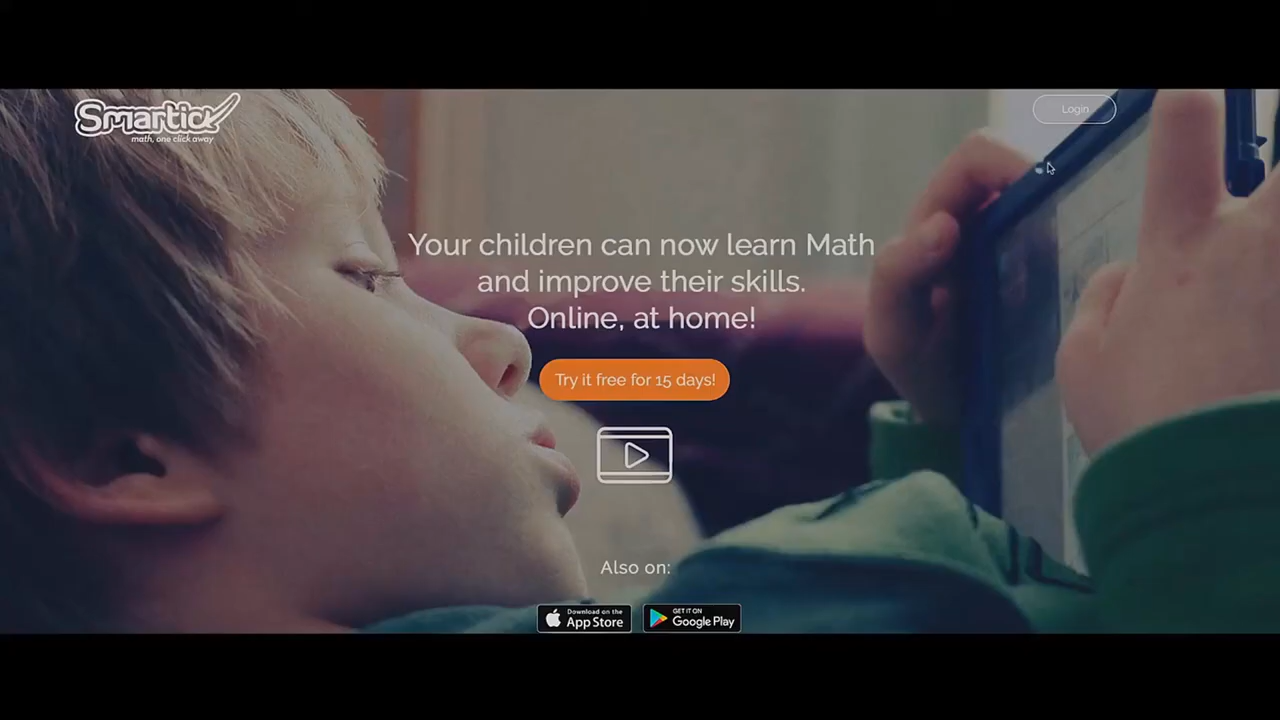 Smartick
math, one click away
Login
Your children can now learn Math
and improve their skills.
Online, at home!
Try it free for 15 days!
Also on:
Download on the
App Store
GET IT ON
Google Play